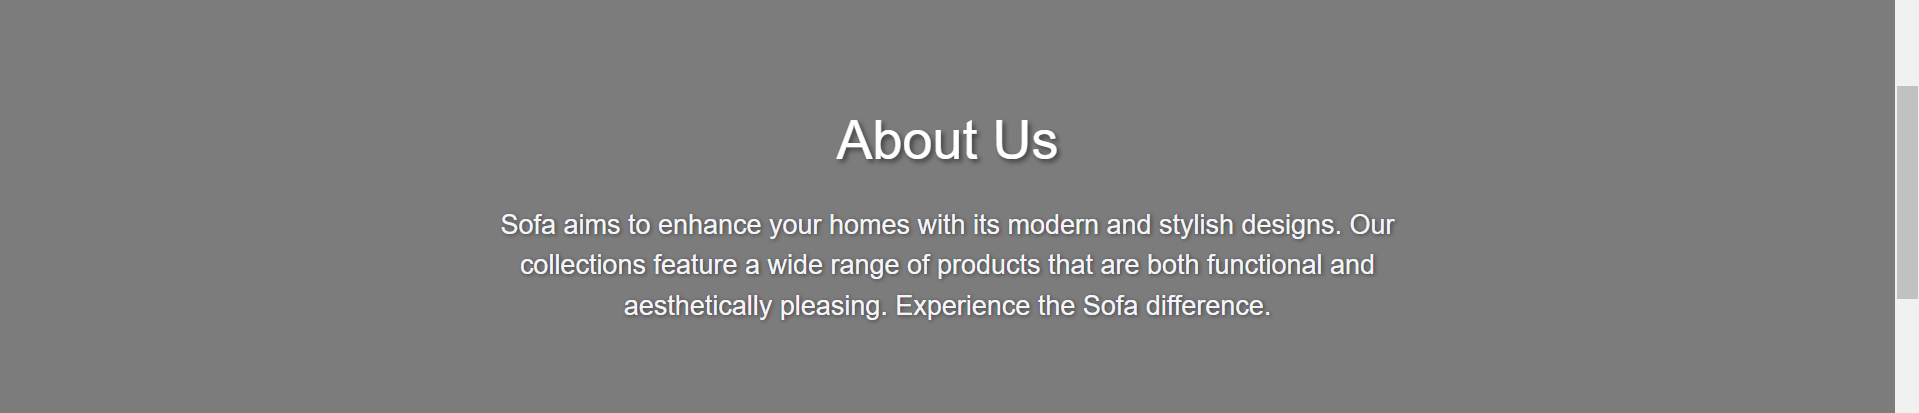 About Us
Sofa aims to enhance your homes with its modern and stylish designs. Our
collections feature a wide range of products that are both functional and
aesthetically pleasing. Experience the Sofa difference.